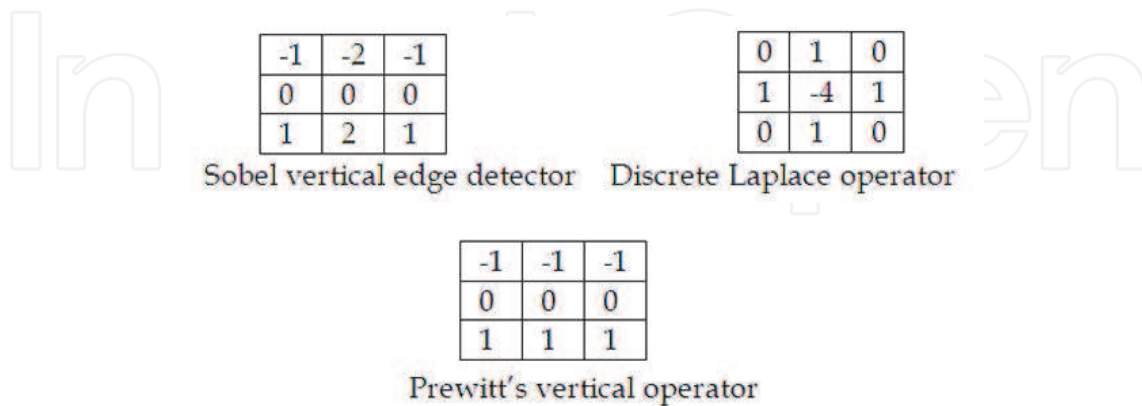 -1 -2 -1
0 0 0
1 2 1
Sobel vertical edge detector
0 1 0
1 -4 1
0 1 0
Discrete Laplace operator
-1 -1 -1
0 0 0
1 1 1
Prewitt's vertical operator